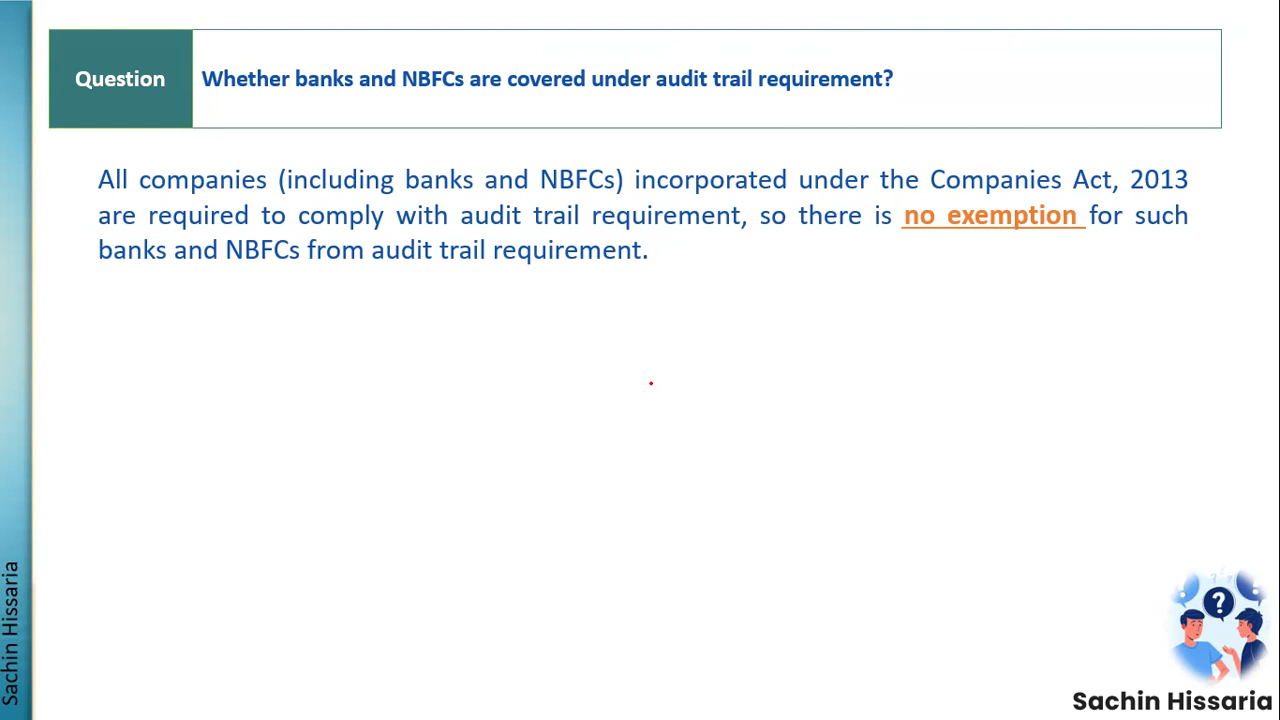 Question
Whether banks and NBFCs are covered under audit trail requirement?
All companies (including banks and NBFCs) incorporated under the Companies Act, 2013
are required to comply with audit trail requirement, so there is no exemption for such
banks and NBFCs from audit trail requirement.
Sachin Hissaria
?
Sachin Hissaria